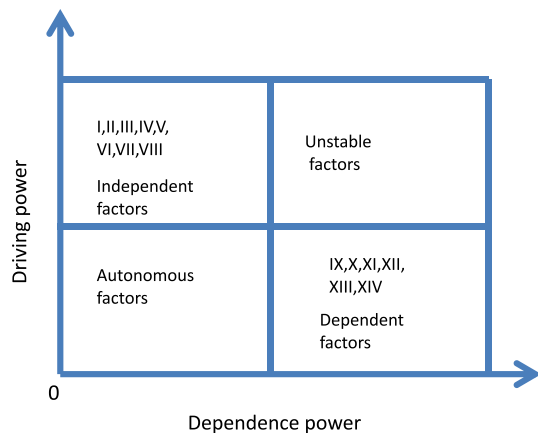 I,II,III,IV,V,
VI,VII,VIII
Independent
factors
Unstable
factors
Driving power
Autonomous
factors
IX,X,XI,XII,
XIII,XIV
Dependent
factors
0
Dependence power